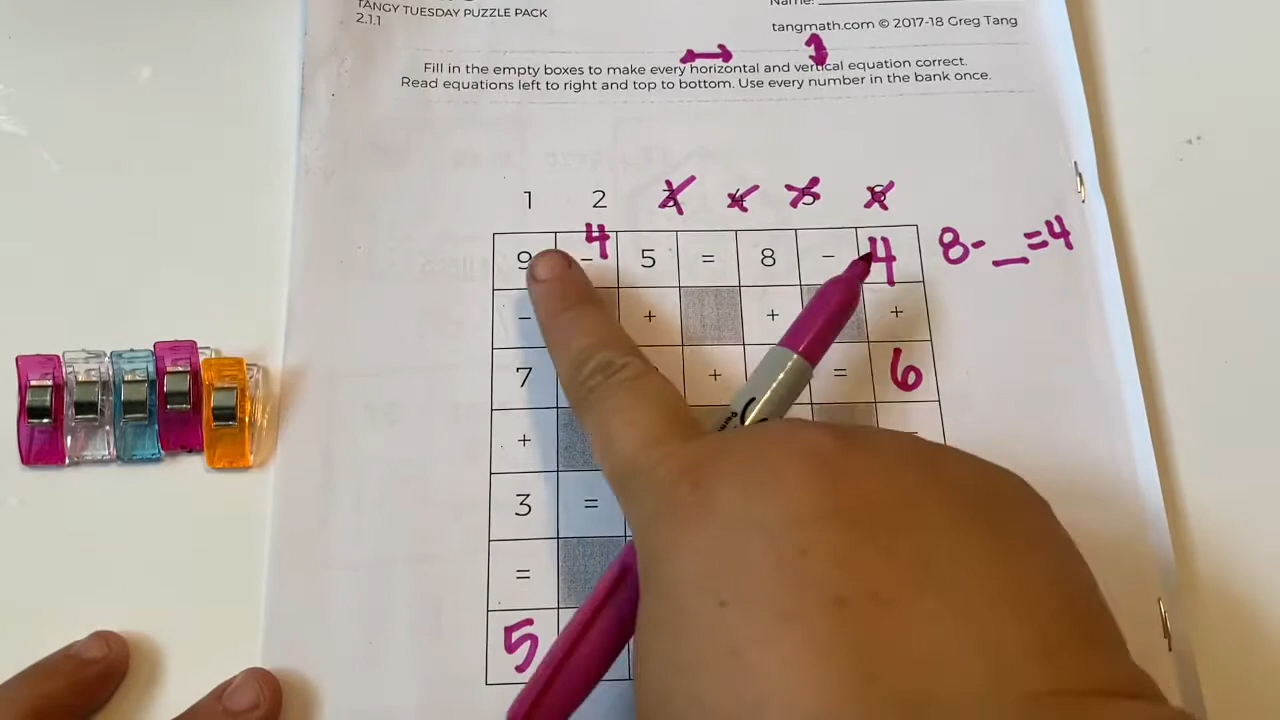 TANGY TUESDAY PUZZLE PACK
2.1.1
Name:
tangmath.com © 2017-18 Greg Tang
Fill in the empty boxes to make every horizontal and vertical equation correct.
Read equations left to right and top to bottom. Use every number in the bank once.
1 2 3 4 5 6
4
9 - 5 = 8 - 4 8-_=4
- + + +
7 + = 6
+ -
3 =
=
5